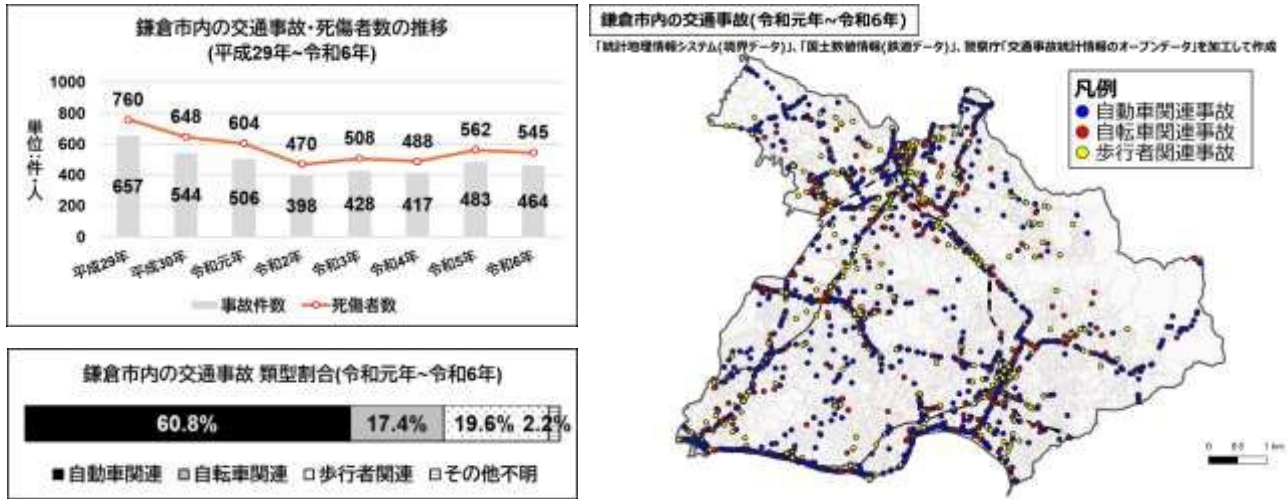 鎌倉市内の交通事故・死傷者数の推移
(平成29年~令和6年)
単位:件・人
1000
800
600
400
200
0
760
648
604
470
508
488
562
545
657
544
506
398
428
417
483
464
平成29年
平成30年
令和元年
令和2年
令和3年
令和4年
令和5年
令和6年
事故件数
死傷者数
鎌倉市内の交通事故 類型割合(令和元年~令和6年)
60.8%
17.4%
19.6%
2.2%
自動車関連
自転車関連
歩行者関連
その他不明
鎌倉市内の交通事故(令和元年~令和6年)
「統計地理情報システム(境界データ)」、「国土数値情報(鉄道データ)」、警察庁「交通事故統計情報のオープンデータ」を加工して作成
凡例
自動車関連事故
自転車関連事故
歩行者関連事故
1 km